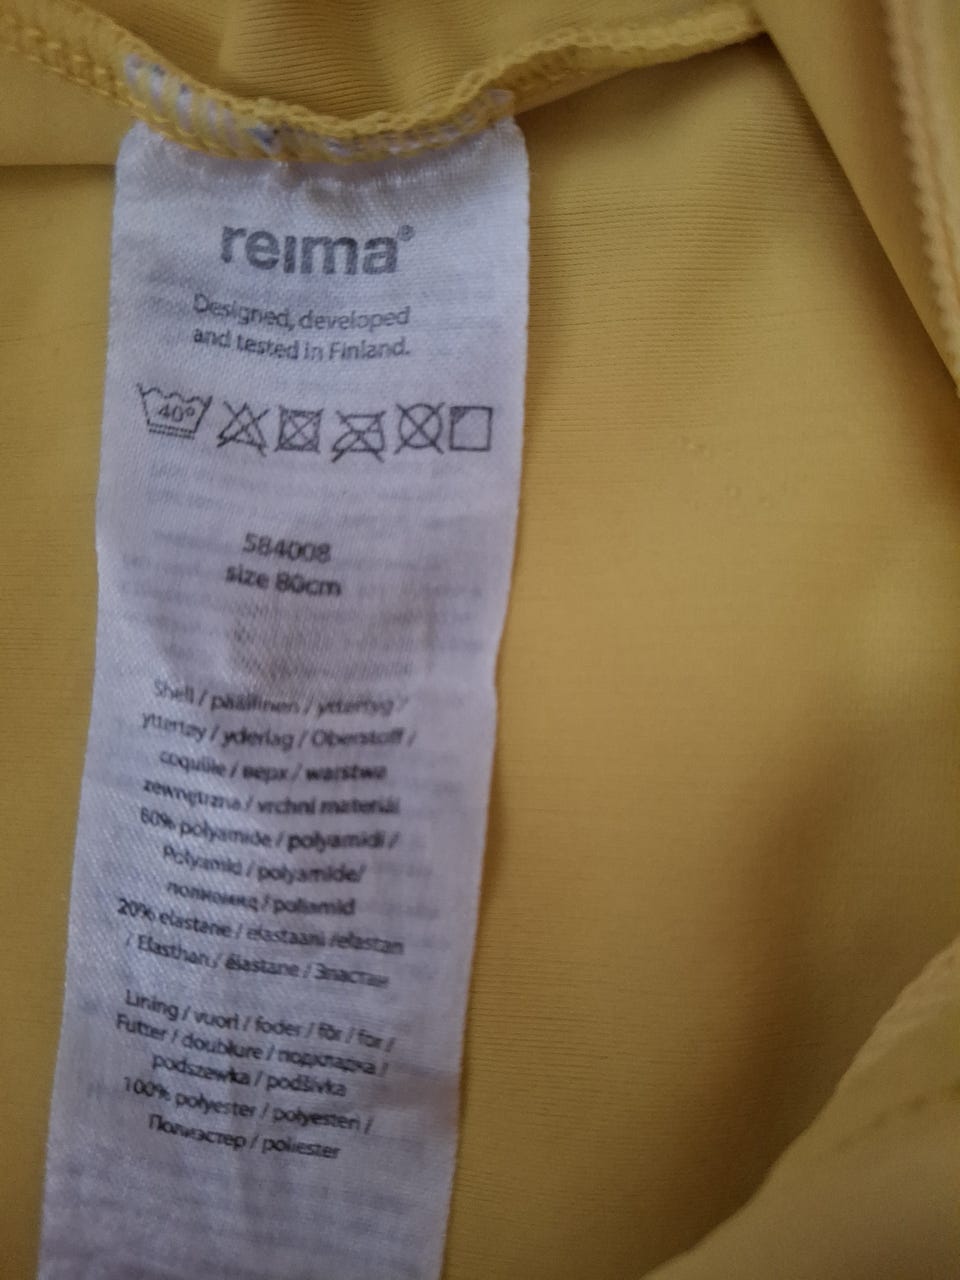 reima®
Designed, developed
and tested in Finland.
40°
584008
size 80cm
Shell / päällinen / yttertyg /
yttertøy / yderlag / Oberstoff /
coquille / верх / warstwa
zewnętrzna / vrchní materiál
80% polyamide / polyamidi /
Polyamid / polyamide/
полиамид / poliamid
20% elastane / elastaani /elastan
/ Elasthan / élastane / Эластан
Lining / vuori / foder / fôr / for /
Futter / doublure / подкладка /
podszewka / podšívka
100% polyester / polyesteri /
Полиэстер / poliester